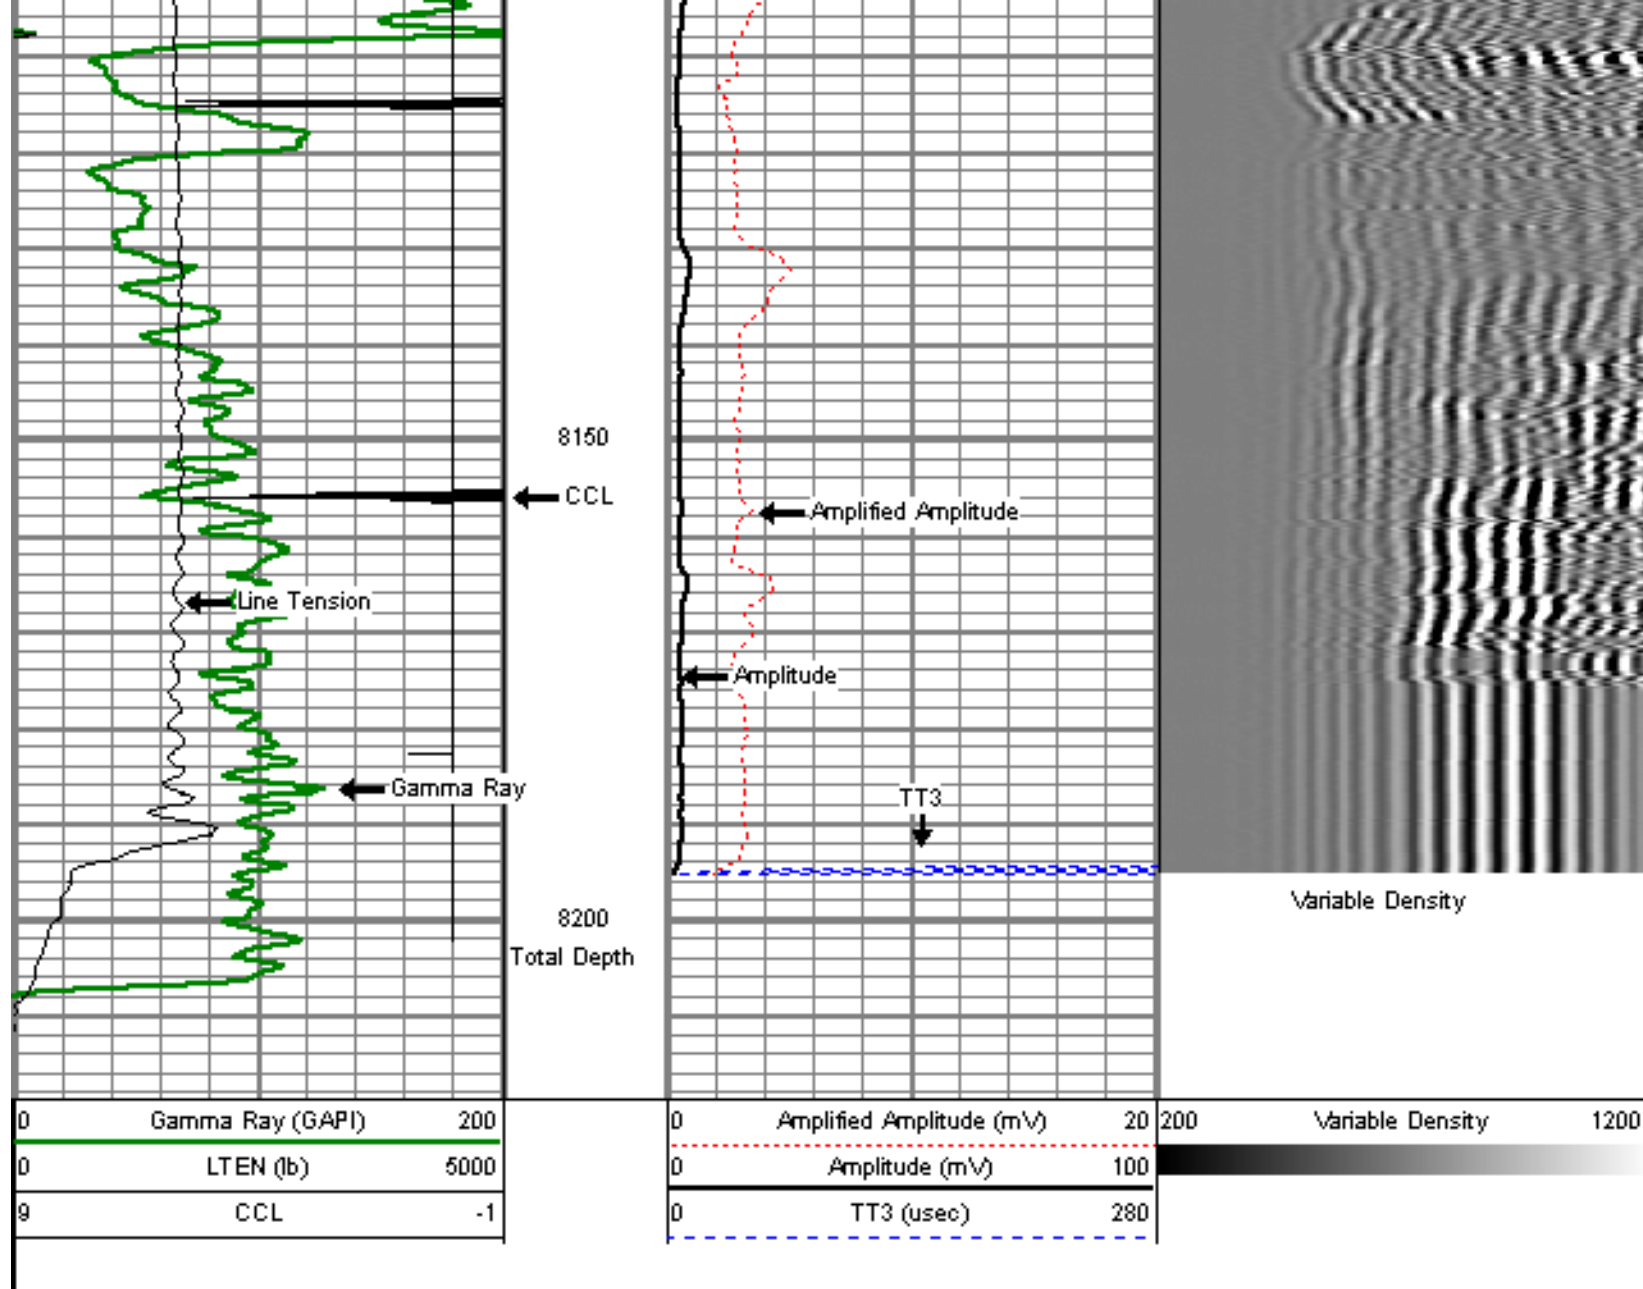 8150
CCL
Amplified Amplitude
Line Tension
Amplitude
Gamma Ray
TT3
Variable Density
8200
Total Depth
0 Gamma Ray (GAPI) 200
0 LTEN (lb) 5000
9 CCL -1
0 Amplified Amplitude (mV) 20
0 Amplitude (mV) 100
0 TT3 (usec) 280
200 Variable Density 1200